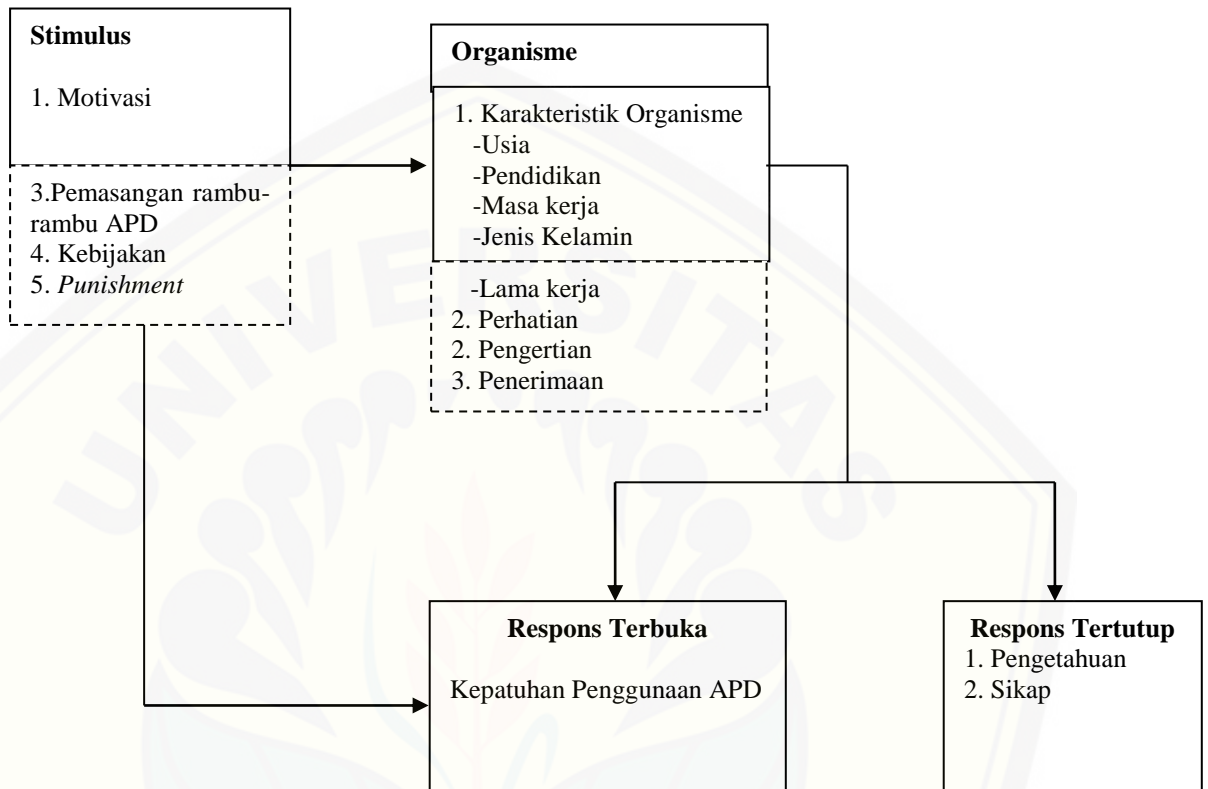 Stimulus
1. Motivasi
3.Pemasangan rambu-
rambu APD
4. Kebijakan
5. Punishment
Organisme
1. Karakteristik Organisme
-Usia
-Pendidikan
-Masa kerja
-Jenis Kelamin
-Lama kerja
2. Perhatian
2. Pengertian
3. Penerimaan
Respons Terbuka
Kepatuhan Penggunaan APD
Respons Tertutup
1. Pengetahuan
2. Sikap
UNIVERSITAS